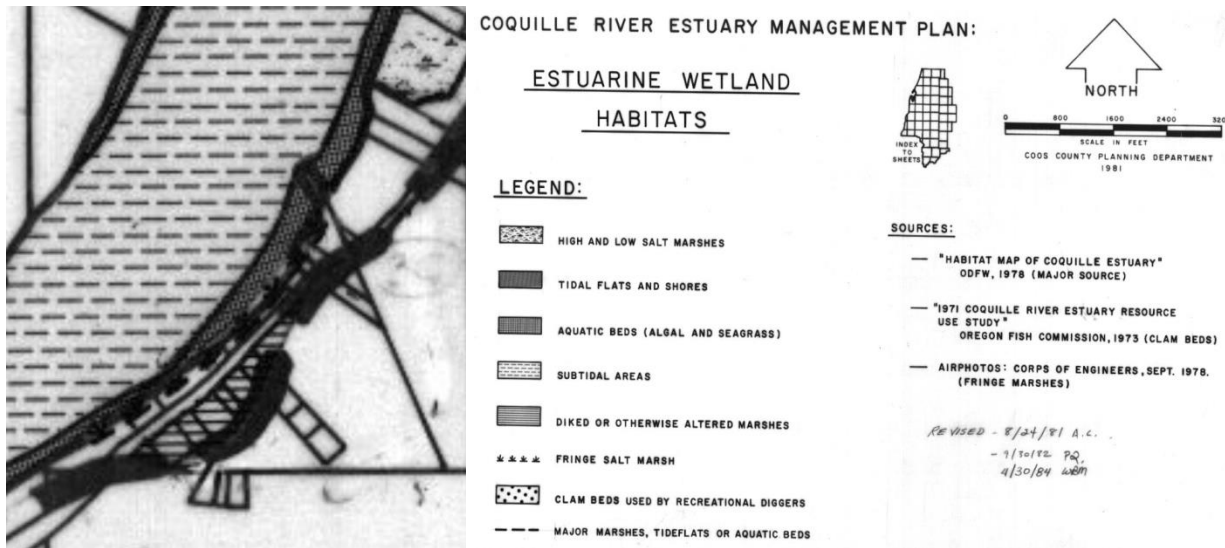 COQUILLE RIVER ESTUARY MANAGEMENT PLAN:
ESTUARINE WETLAND
HABITATS
NORTH
INDEX
TO
SHEETS
0 800 1600 2400 320
SCALE IN FEET
COOS COUNTY PLANNING DEPARTMENT
1981
LEGEND:
HIGH AND LOW SALT MARSHES
TIDAL FLATS AND SHORES
AQUATIC BEDS (ALGAL AND SEAGRASS)
SUBTIDAL AREAS
DIKED OR OTHERWISE ALTERED MARSHES
FRINGE SALT MARSH
CLAM BEDS USED BY RECREATIONAL DIGGERS
MAJOR MARSHES, TIDEFLATS OR AQUATIC BEDS
SOURCES:
— "HABITAT MAP OF COQUILLE ESTUARY"
ODFW, 1978 (MAJOR SOURCE)
— "1971 COQUILLE RIVER ESTUARY RESOURCE
USE STUDY"
OREGON FISH COMMISSION, 1973 (CLAM BEDS)
— AIRPHOTOS: CORPS OF ENGINEERS, SEPT. 1978.
(FRINGE MARSHES)
REVISED - 8/24/81 A.C.
- 9/30/82 PQ.
4/30/84 WBM